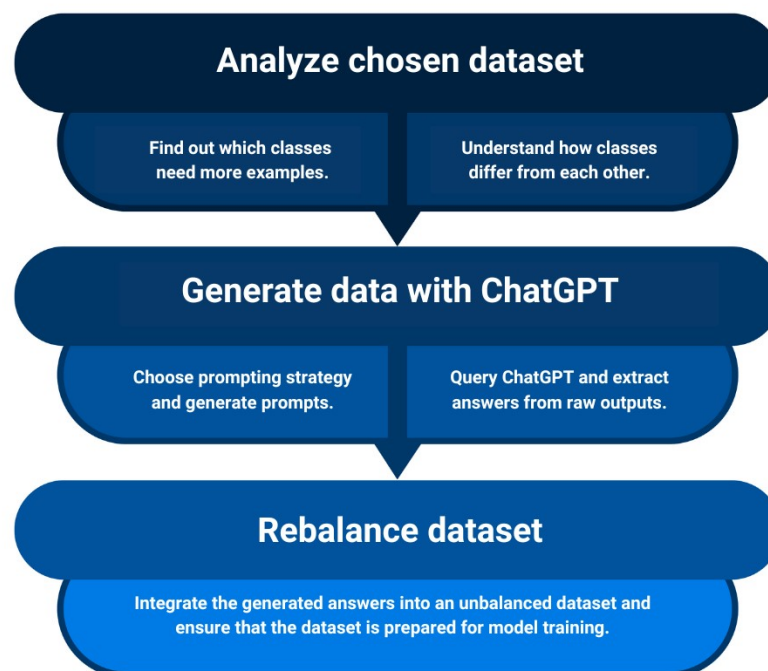 Analyze chosen dataset
Find out which classes
need more examples.
Understand how classes
differ from each other.
Generate data with ChatGPT
Choose prompting strategy
and generate prompts.
Query ChatGPT and extract
answers from raw outputs.
Rebalance dataset
Integrate the generated answers into an unbalanced dataset and
ensure that the dataset is prepared for model training.